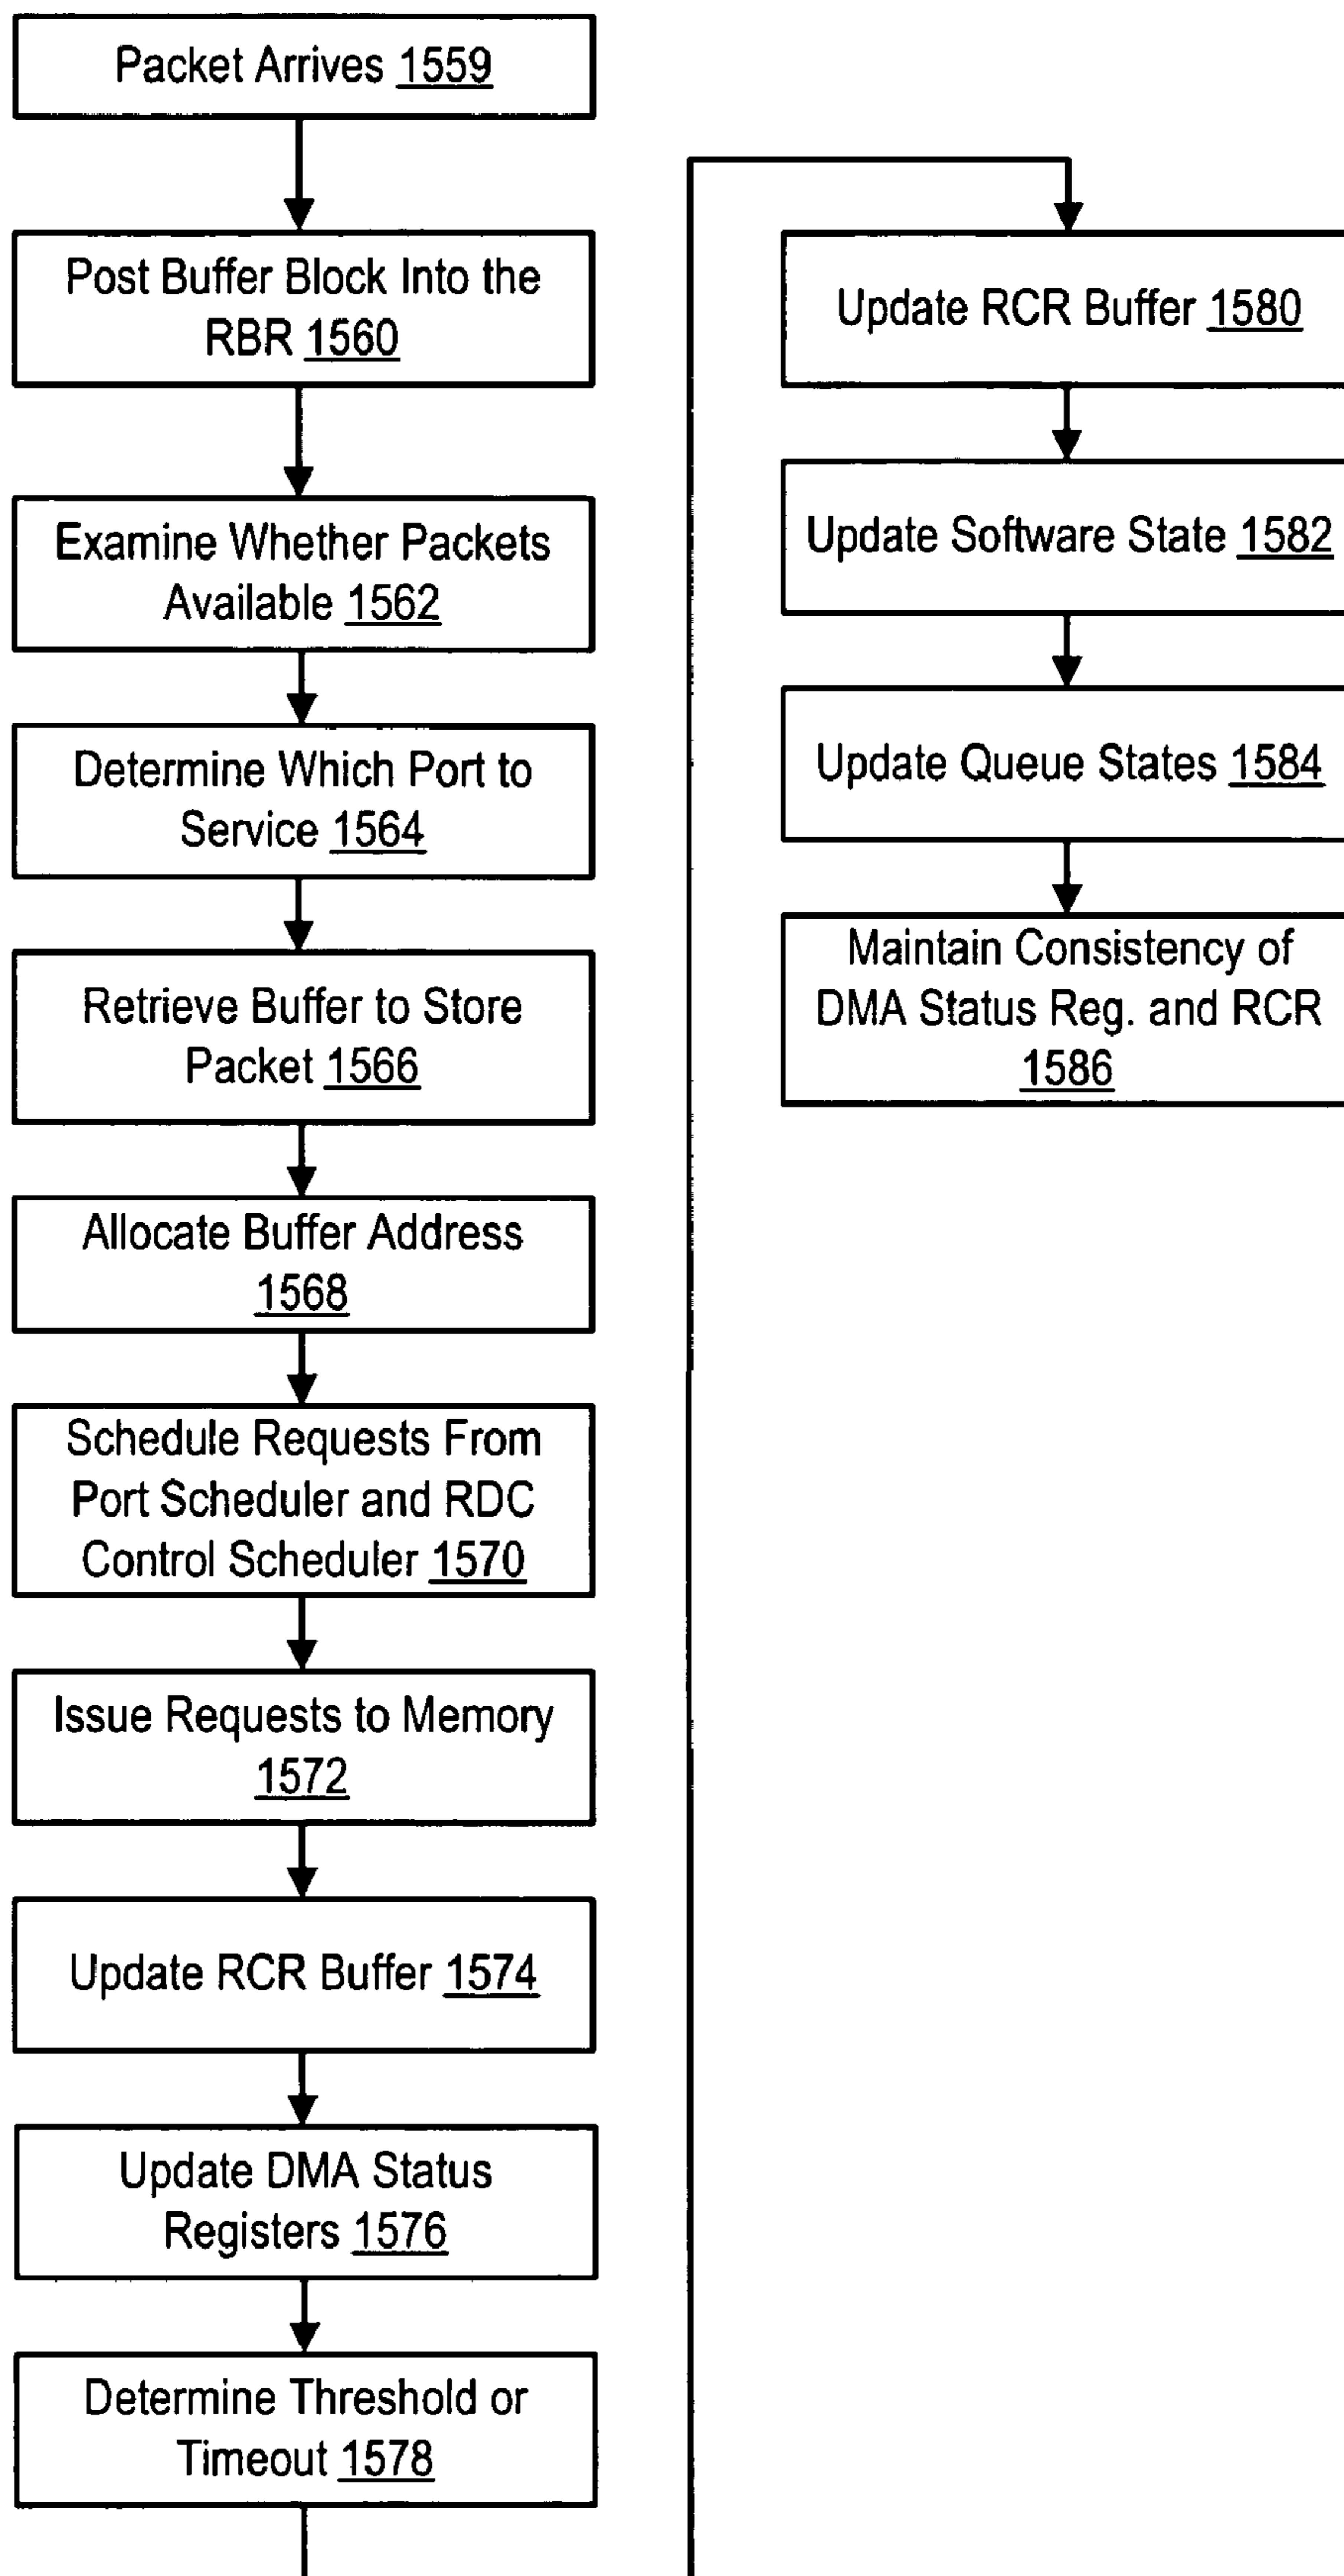 Packet Arrives 1559
Post Buffer Block Into the
RBR 1560
Examine Whether Packets
Available 1562
Determine Which Port to
Service 1564
Retrieve Buffer to Store
Packet 1566
Allocate Buffer Address
1568
Schedule Requests From
Port Scheduler and RDC
Control Scheduler 1570
Issue Requests to Memory
1572
Update RCR Buffer 1574
Update DMA Status
Registers 1576
Determine Threshold or
Timeout 1578
Update RCR Buffer 1580
Update Software State 1582
Update Queue States 1584
Maintain Consistency of
DMA Status Reg. and RCR
1586